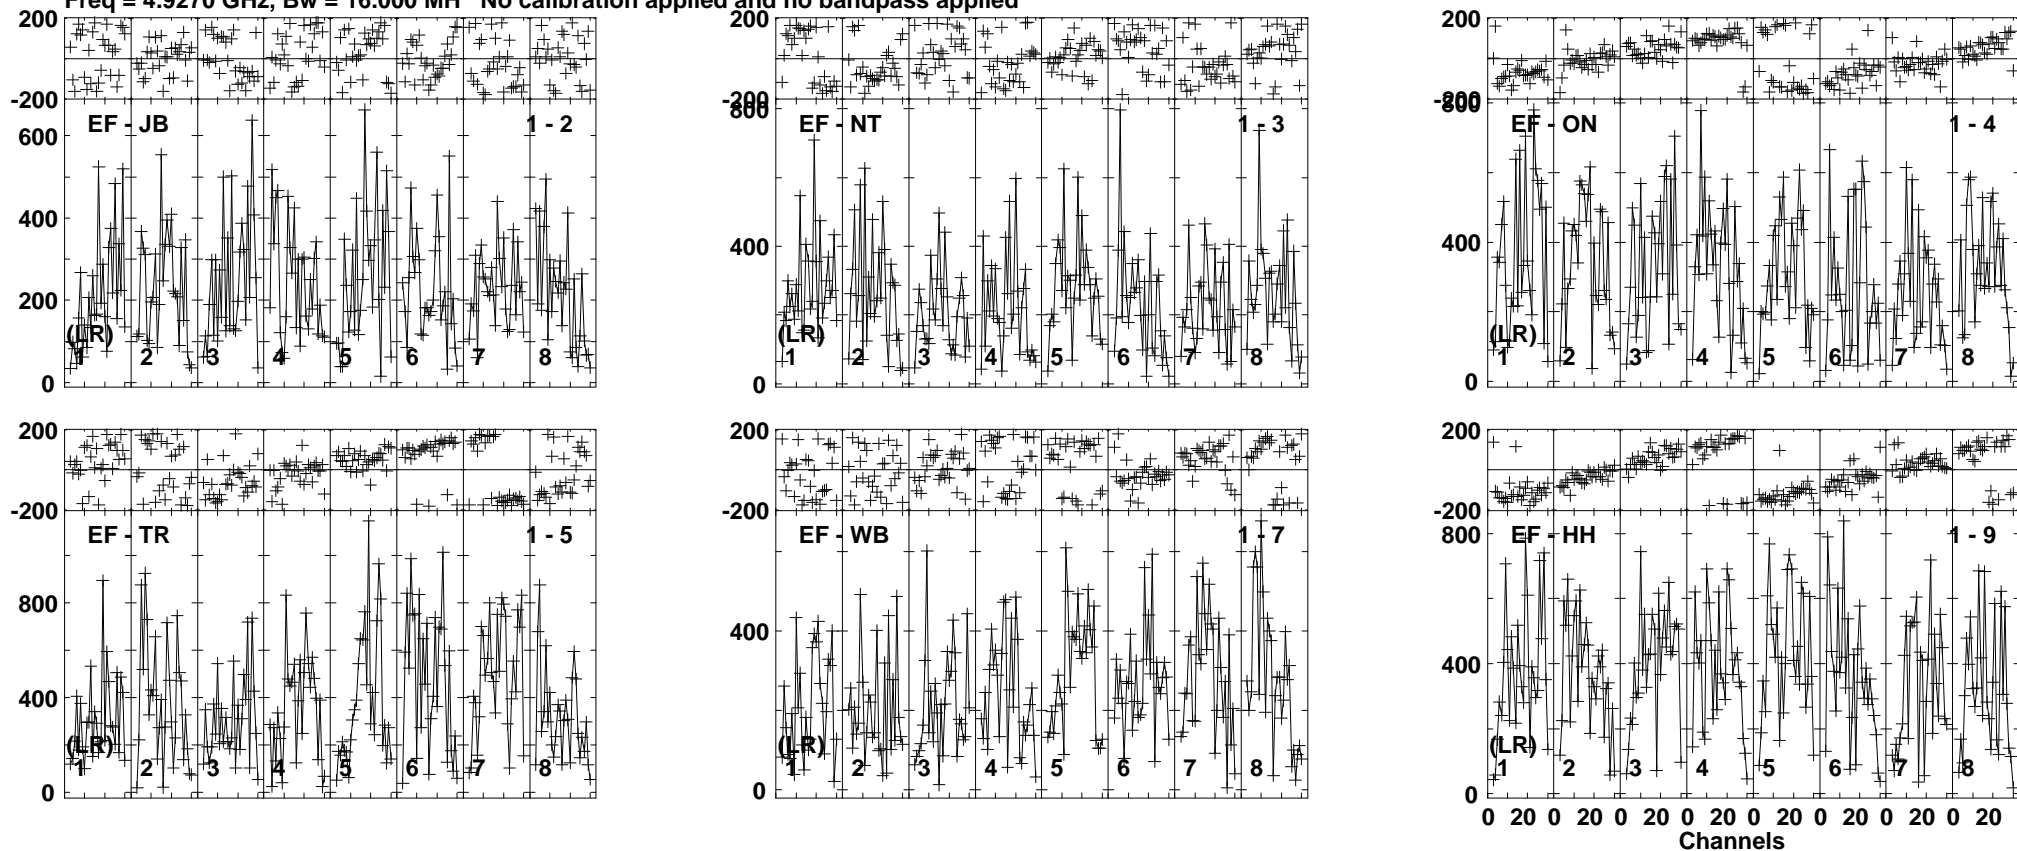 Freq = 4.9270 GHz, Bw = 16.000 MH No calibration applied and no bandpass applied
200
-200
EF - JB 1 - 2
600
400
200
0
(LR)
1 2 3 4 5 6 7 8
200
-200
800
EF - NT 1 - 3
400
0
(LR)
1 2 3 4 5 6 7 8
200
-200
800
EF - ON 1 - 4
400
0
(LR)
1 2 3 4 5 6 7 8
200
-200
EF - TR 1 - 5
800
400
0
(LR)
1 2 3 4 5 6 7 8
200
-200
EF - WB 1 - 7
400
0
(LR)
1 2 3 4 5 6 7 8
200
-200
800
EF - HH 1 - 9
400
0
(LR)
1 2 3 4 5 6 7 8
0 20 0 20 0 20 0 20 0 20 0 20 0 20 0 20
Channels